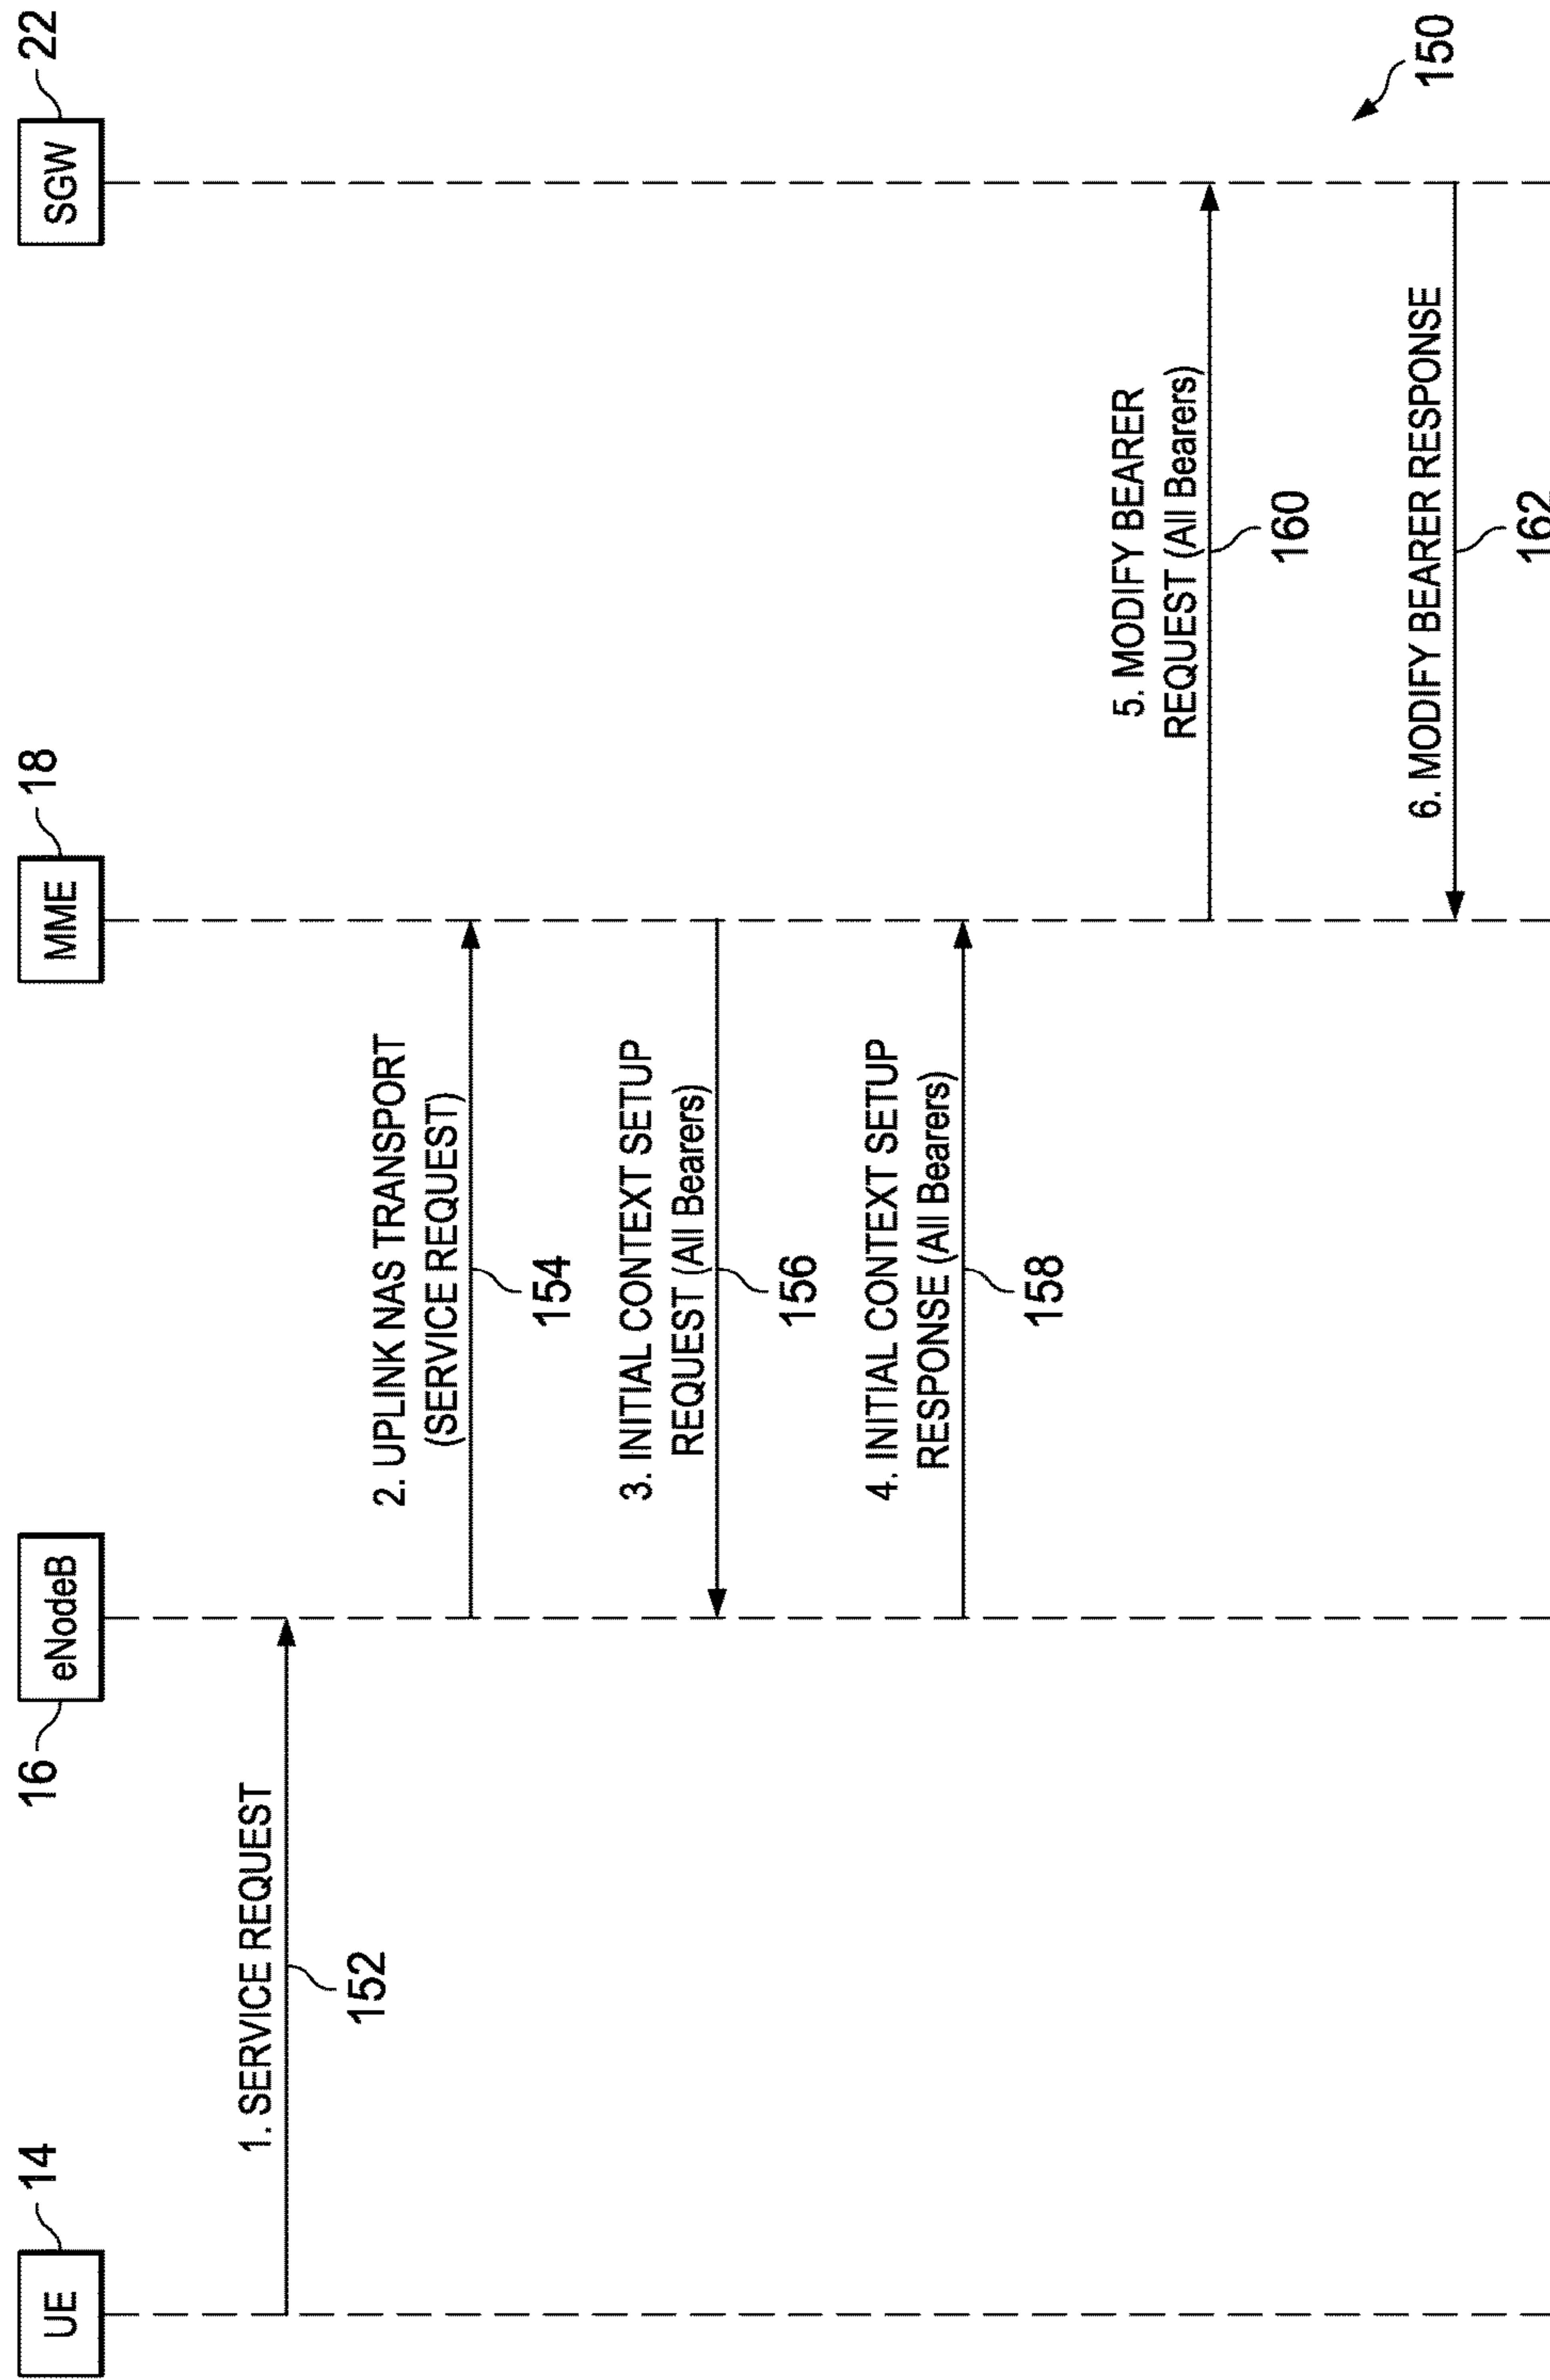 UE
14
eNodeB
16
MME
18
SGW
22
1. SERVICE REQUEST
152
2. UPLINK NAS TRANSPORT
(SERVICE REQUEST)
154
3. INITIAL CONTEXT SETUP
REQUEST (All Bearers)
156
4. INITIAL CONTEXT SETUP
RESPONSE (All Bearers)
158
5. MODIFY BEARER
REQUEST (All Bearers)
160
6. MODIFY BEARER RESPONSE
162
150